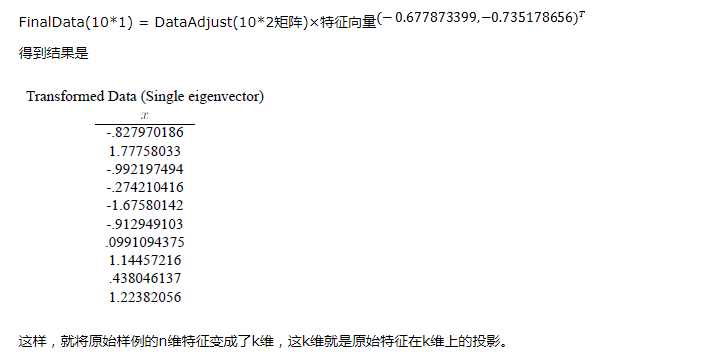 FinalData(10*1) = DataAdjust(10*2矩阵)×特征向量(−0.677873399,−0.735178656)ᵀ
得到结果是
Transformed Data (Single eigenvector)
x
-.827970186
1.77758033
-.992197494
-.274210416
-1.67580142
-.912949103
.0991094375
1.14457216
.438046137
1.22382056
这样，就将原始样例的n维特征变成了k维，这k维就是原始特征在k维上的投影。